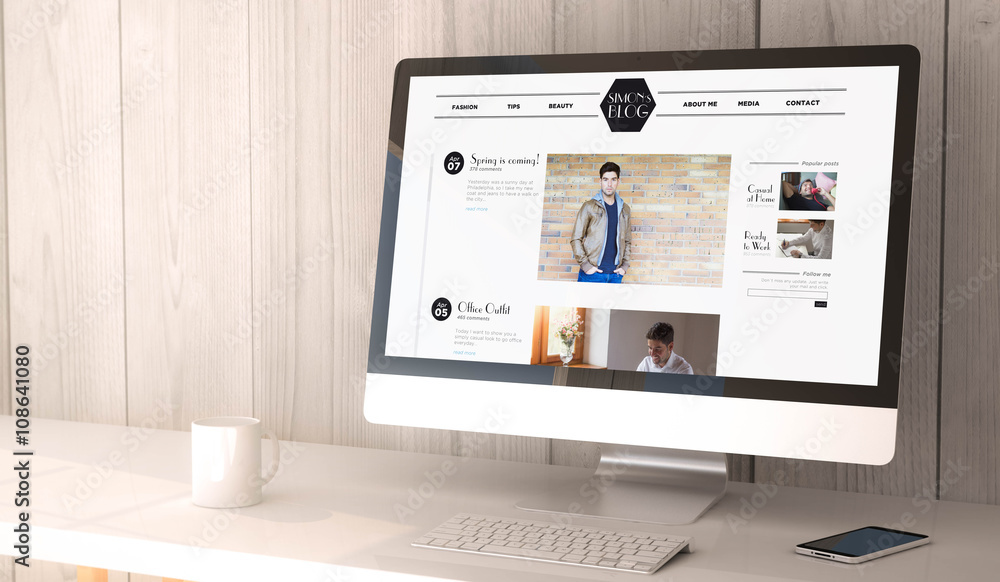 FASHION
TIPS
BEAUTY
SIMON's
BLOG
ABOUT ME
MEDIA
CONTACT
Apr
07
Spring is coming!
378 comments
Yesterday was a sunny day at
Philadelphia, so I take my new
coat and jeans to have a walk on
the city...
read more
Apr
05
Office Outfit
465 comments
Today I want to show you a
simply casual look to go office
everyday...
read more
Popular posts
Casual
at Home
Ready
to Work
Follow me
Don't miss any update. Just write
your mail and click
Adobe Stock | #108641080
Adobe Stock